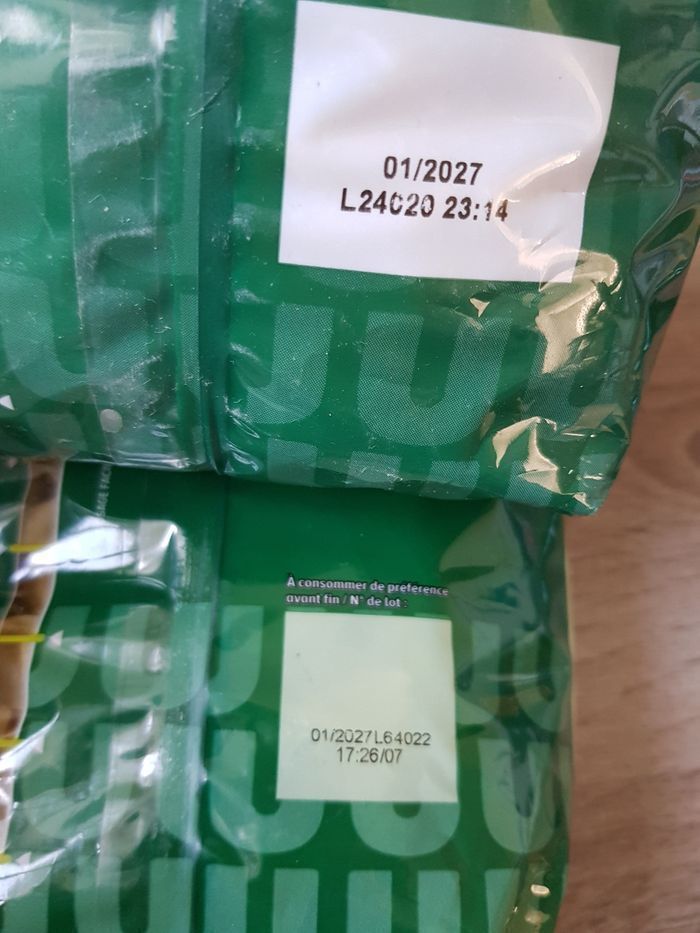 01/2027
L24020 23:14
À consommer de préférence
avant fin / N° de lot :
01/2027L64022
17:26/07